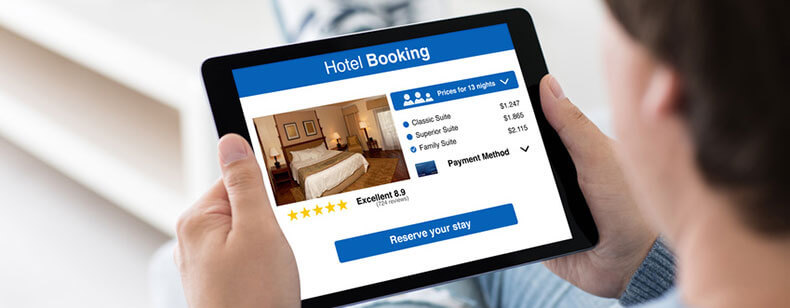 Hotel Booking
Prices for 13 nights
Classic Suite $1.247
Superior Suite $1.865
Family Suite $2.115
Payment Method
Excellent 8.9
(724 reviews)
Reserve your stay